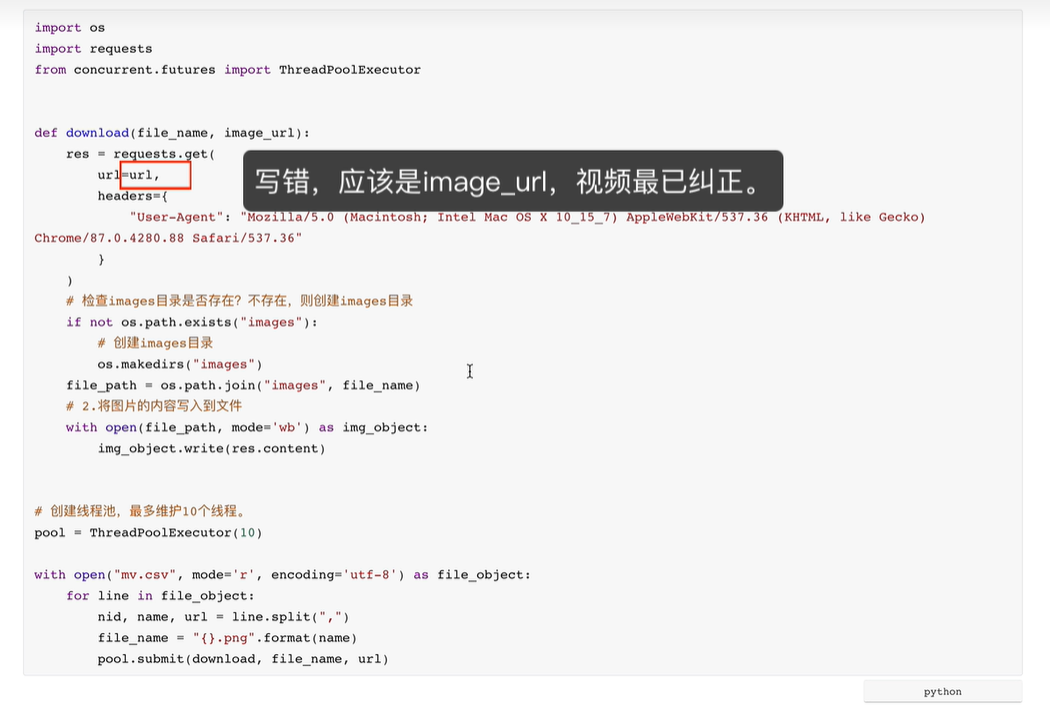 import os
import requests
from concurrent.futures import ThreadPoolExecutor
def download(file_name, image_url):
    res = requests.get(
        url=url,
写错，应该是image_url，视频最已纠正。
        headers={
            "User-Agent": "Mozilla/5.0 (Macintosh; Intel Mac OS X 10_15_7) AppleWebKit/537.36 (KHTML, like Gecko)
Chrome/87.0.4280.88 Safari/537.36"
        }
    )
    # 检查images目录是否存在？不存在，则创建images目录
    if not os.path.exists("images"):
        # 创建images目录
        os.makedirs("images")
    file_path = os.path.join("images", file_name)
    # 2.将图片的内容写入到文件
    with open(file_path, mode='wb') as img_object:
        img_object.write(res.content)
# 创建线程池，最多维护10个线程。
pool = ThreadPoolExecutor(10)
with open("mv.csv", mode='r', encoding='utf-8') as file_object:
    for line in file_object:
        nid, name, url = line.split(",")
        file_name = "{}.png".format(name)
        pool.submit(download, file_name, url)
python